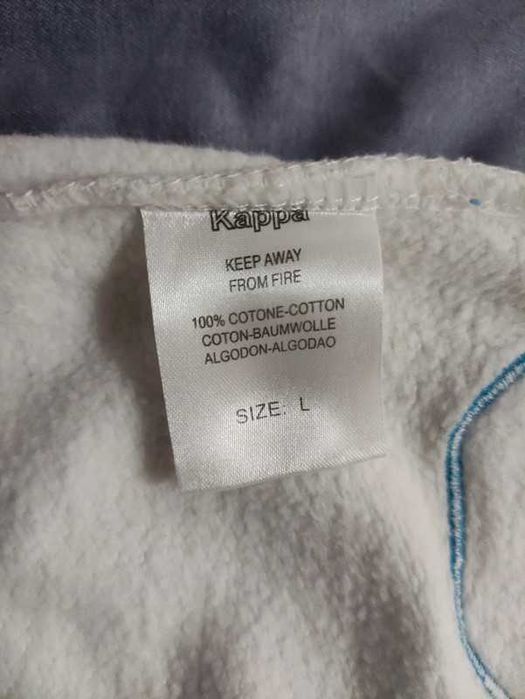 Kappa
KEEP AWAY
FROM FIRE
100% COTONE-COTTON
COTON-BAUMWOLLE
ALGODON-ALGODAO
SIZE: L